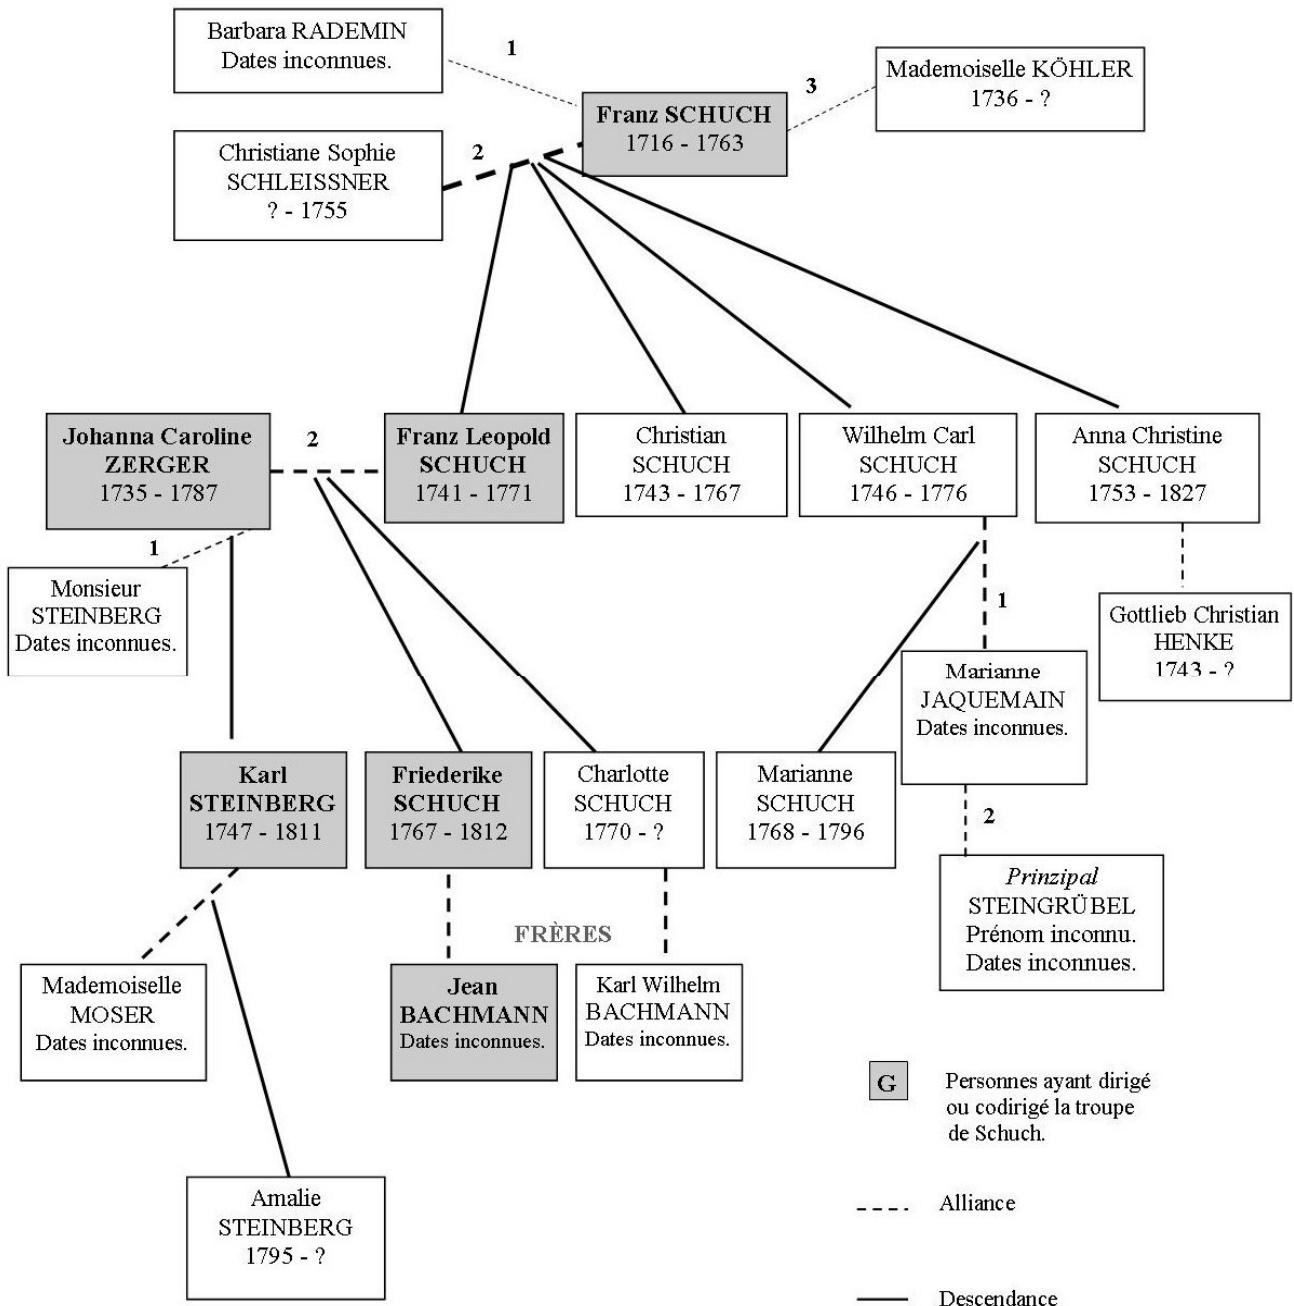 Barbara RADEMIN
Dates inconnues.
1
Mademoiselle KÖHLER
1736 - ?
3
Franz SCHUCH
1716 - 1763
Christiane Sophie
SCHLEISSNER
? - 1755
2
Johanna Caroline
ZERGER
1735 - 1787
2
Franz Leopold
SCHUCH
1741 - 1771
Christian
SCHUCH
1743 - 1767
Wilhelm Carl
SCHUCH
1746 - 1776
Anna Christine
SCHUCH
1753 - 1827
1
Monsieur
STEINBERG
Dates inconnues.
1
Gottlieb Christian
HENKE
1743 - ?
Marianne
JAQUEMAIN
Dates inconnues.
Karl
STEINBERG
1747 - 1811
Friederike
SCHUCH
1767 - 1812
Charlotte
SCHUCH
1770 - ?
Marianne
SCHUCH
1768 - 1796
2
Prinzipal
STEINGRÜBEL
Prénom inconnu.
Dates inconnues.
FRÈRES
Mademoiselle
MOSER
Dates inconnues.
Jean
BACHMANN
Dates inconnues.
Karl Wilhelm
BACHMANN
Dates inconnues.
G
Personnes ayant dirigé
ou codirigé la troupe
de Schuch.
Amalie
STEINBERG
1795 - ?
Alliance
Descendance